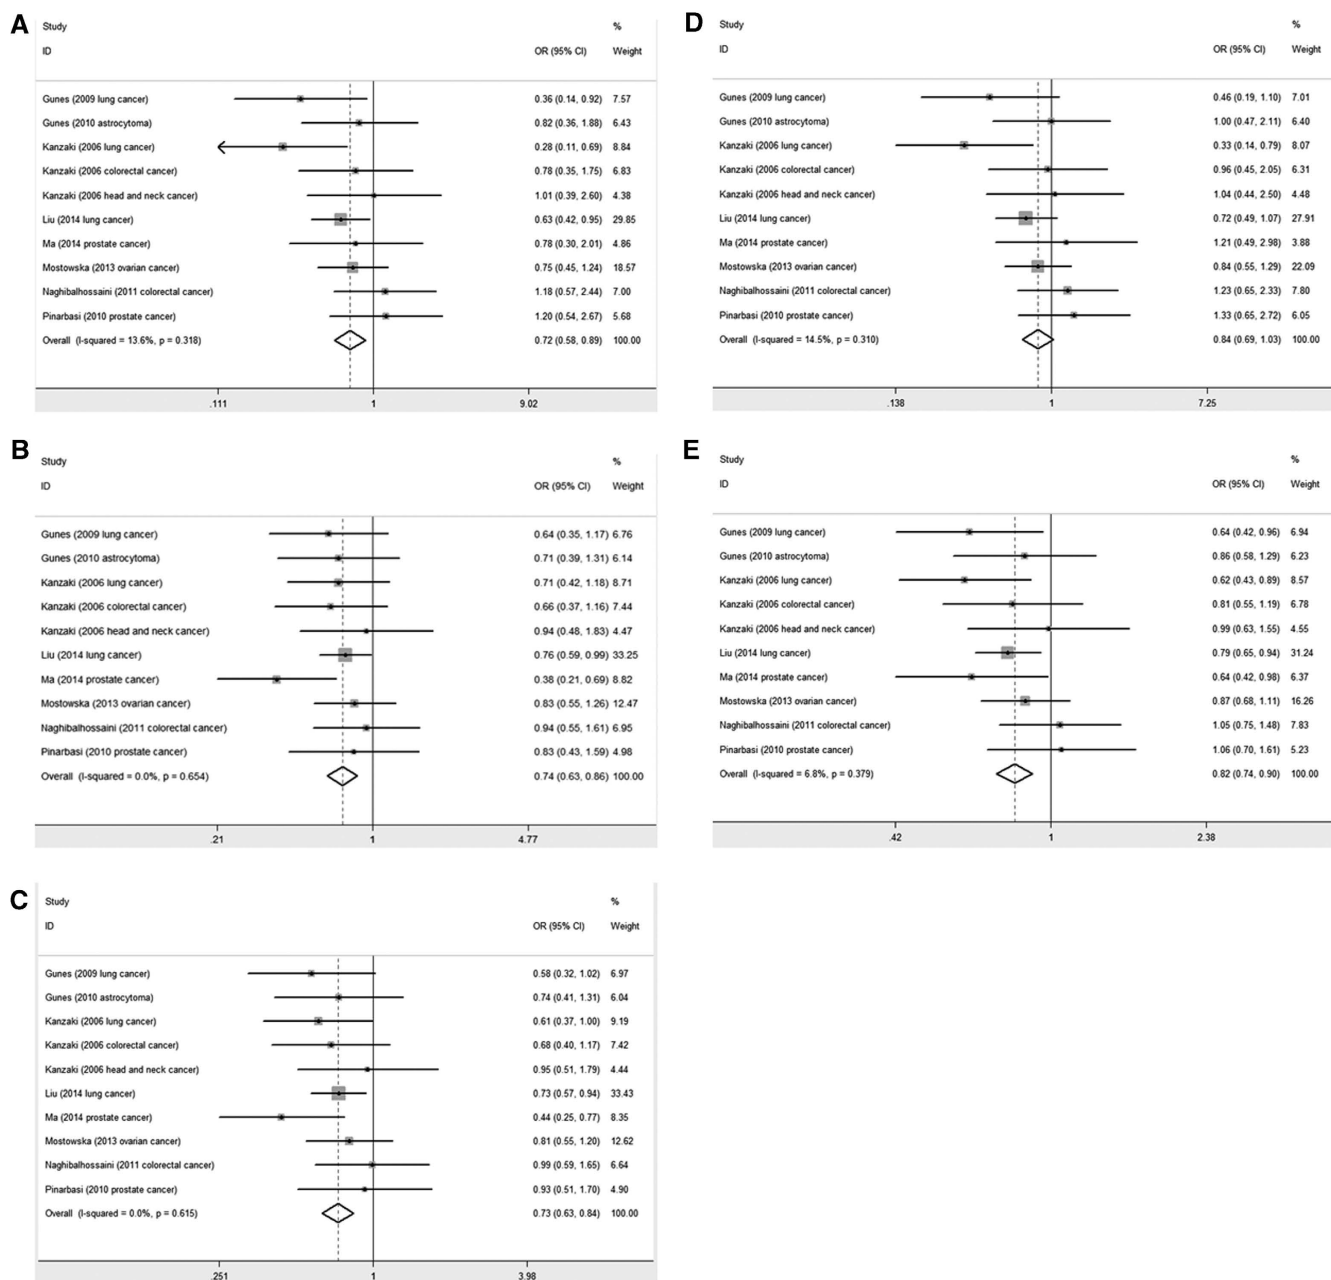 A
Study %
ID OR (95% CI) Weight
Gunes (2009 lung cancer) 0.36 (0.14, 0.92) 7.57
Gunes (2010 astrocytoma) 0.82 (0.36, 1.88) 6.43
Kanzaki (2006 lung cancer) 0.28 (0.11, 0.69) 8.84
Kanzaki (2006 colorectal cancer) 0.78 (0.35, 1.75) 6.83
Kanzaki (2006 head and neck cancer) 1.01 (0.39, 2.60) 4.38
Liu (2014 lung cancer) 0.63 (0.42, 0.95) 29.85
Ma (2014 prostate cancer) 0.78 (0.30, 2.01) 4.86
Mostowska (2013 ovarian cancer) 0.75 (0.45, 1.24) 18.57
Naghibalhossaini (2011 colorectal cancer) 1.18 (0.57, 2.44) 7.00
Pinarbasi (2010 prostate cancer) 1.20 (0.54, 2.67) 5.68
Overall (I-squared = 13.6%, p = 0.318) 0.72 (0.58, 0.89) 100.00
.111 1 9.02
B
Study %
ID OR (95% CI) Weight
Gunes (2009 lung cancer) 0.64 (0.35, 1.17) 6.76
Gunes (2010 astrocytoma) 0.71 (0.39, 1.31) 6.14
Kanzaki (2006 lung cancer) 0.71 (0.42, 1.18) 8.71
Kanzaki (2006 colorectal cancer) 0.66 (0.37, 1.16) 7.44
Kanzaki (2006 head and neck cancer) 0.94 (0.48, 1.83) 4.47
Liu (2014 lung cancer) 0.76 (0.59, 0.99) 33.25
Ma (2014 prostate cancer) 0.38 (0.21, 0.69) 8.82
Mostowska (2013 ovarian cancer) 0.83 (0.55, 1.26) 12.47
Naghibalhossaini (2011 colorectal cancer) 0.94 (0.55, 1.61) 6.95
Pinarbasi (2010 prostate cancer) 0.83 (0.43, 1.59) 4.98
Overall (I-squared = 0.0%, p = 0.654) 0.74 (0.63, 0.86) 100.00
.21 1 4.77
C
Study %
ID OR (95% CI) Weight
Gunes (2009 lung cancer) 0.58 (0.32, 1.02) 6.97
Gunes (2010 astrocytoma) 0.74 (0.41, 1.31) 6.04
Kanzaki (2006 lung cancer) 0.61 (0.37, 1.00) 9.19
Kanzaki (2006 colorectal cancer) 0.68 (0.40, 1.17) 7.42
Kanzaki (2006 head and neck cancer) 0.95 (0.51, 1.79) 4.44
Liu (2014 lung cancer) 0.73 (0.57, 0.94) 33.43
Ma (2014 prostate cancer) 0.44 (0.25, 0.77) 8.35
Mostowska (2013 ovarian cancer) 0.81 (0.55, 1.20) 12.62
Naghibalhossaini (2011 colorectal cancer) 0.99 (0.59, 1.65) 6.64
Pinarbasi (2010 prostate cancer) 0.93 (0.51, 1.70) 4.90
Overall (I-squared = 0.0%, p = 0.615) 0.73 (0.63, 0.84) 100.00
.251 1 3.98
D
Study %
ID OR (95% CI) Weight
Gunes (2009 lung cancer) 0.46 (0.19, 1.10) 7.01
Gunes (2010 astrocytoma) 1.00 (0.47, 2.11) 6.40
Kanzaki (2006 lung cancer) 0.33 (0.14, 0.79) 8.07
Kanzaki (2006 colorectal cancer) 0.96 (0.45, 2.05) 6.31
Kanzaki (2006 head and neck cancer) 1.04 (0.44, 2.50) 4.48
Liu (2014 lung cancer) 0.72 (0.49, 1.07) 27.91
Ma (2014 prostate cancer) 1.21 (0.49, 2.98) 3.88
Mostowska (2013 ovarian cancer) 0.84 (0.55, 1.29) 22.09
Naghibalhossaini (2011 colorectal cancer) 1.23 (0.65, 2.33) 7.80
Pinarbasi (2010 prostate cancer) 1.33 (0.65, 2.72) 6.05
Overall (I-squared = 14.5%, p = 0.310) 0.84 (0.69, 1.03) 100.00
.138 1 7.25
E
Study %
ID OR (95% CI) Weight
Gunes (2009 lung cancer) 0.64 (0.42, 0.96) 6.94
Gunes (2010 astrocytoma) 0.86 (0.58, 1.29) 6.23
Kanzaki (2006 lung cancer) 0.62 (0.43, 0.89) 8.57
Kanzaki (2006 colorectal cancer) 0.81 (0.55, 1.19) 6.78
Kanzaki (2006 head and neck cancer) 0.99 (0.63, 1.55) 4.55
Liu (2014 lung cancer) 0.79 (0.65, 0.94) 31.24
Ma (2014 prostate cancer) 0.64 (0.42, 0.98) 6.37
Mostowska (2013 ovarian cancer) 0.87 (0.68, 1.11) 16.26
Naghibalhossaini (2011 colorectal cancer) 1.05 (0.75, 1.48) 7.83
Pinarbasi (2010 prostate cancer) 1.06 (0.70, 1.61) 5.23
Overall (I-squared = 6.8%, p = 0.379) 0.82 (0.74, 0.90) 100.00
.42 1 2.38